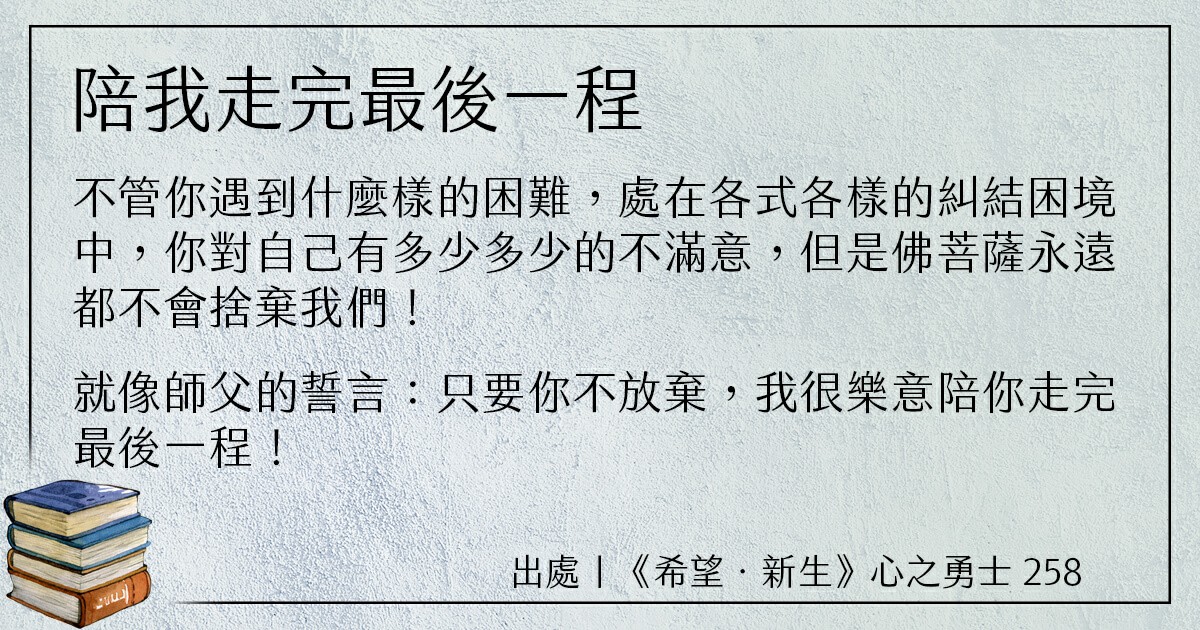 陪我走完最後一程
不管你遇到什麼樣的困難，處在各式各樣的糾結困境
中，你對自己有多少多少的不滿意，但是佛菩薩永遠
都不會捨棄我們！
就像師父的誓言：只要你不放棄，我很樂意陪你走完
最後一程！
出處丨《希望．新生》心之勇士 258